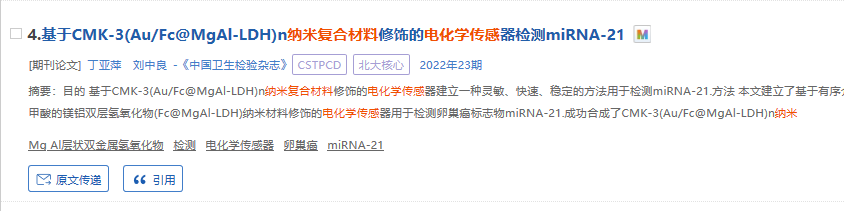 4.基于CMK-3(Au/Fc@MgAl-LDH)n纳米复合材料修饰的电化学传感器检测miRNA-21 M
[期刊论文] 丁亚萍 刘中良 -《中国卫生检验杂志》 CSTPCD 北大核心 2022年23期
摘要：目的 基于CMK-3(Au/Fc@MgAl-LDH)n纳米复合材料修饰的电化学传感器建立一种灵敏、快速、稳定的方法用于检测miRNA-21.方法 本文建立了基于有序
甲酸的镁铝双层氢氧化物(Fc@MgAl-LDH)纳米材料修饰的电化学传感器用于检测卵巢癌标志物miRNA-21.成功合成了CMK-3(Au/Fc@MgAl-LDH)n纳米
Mg Al层状双金属氢氧化物 检测 电化学传感器 卵巢癌 miRNA-21
原文传递 引用